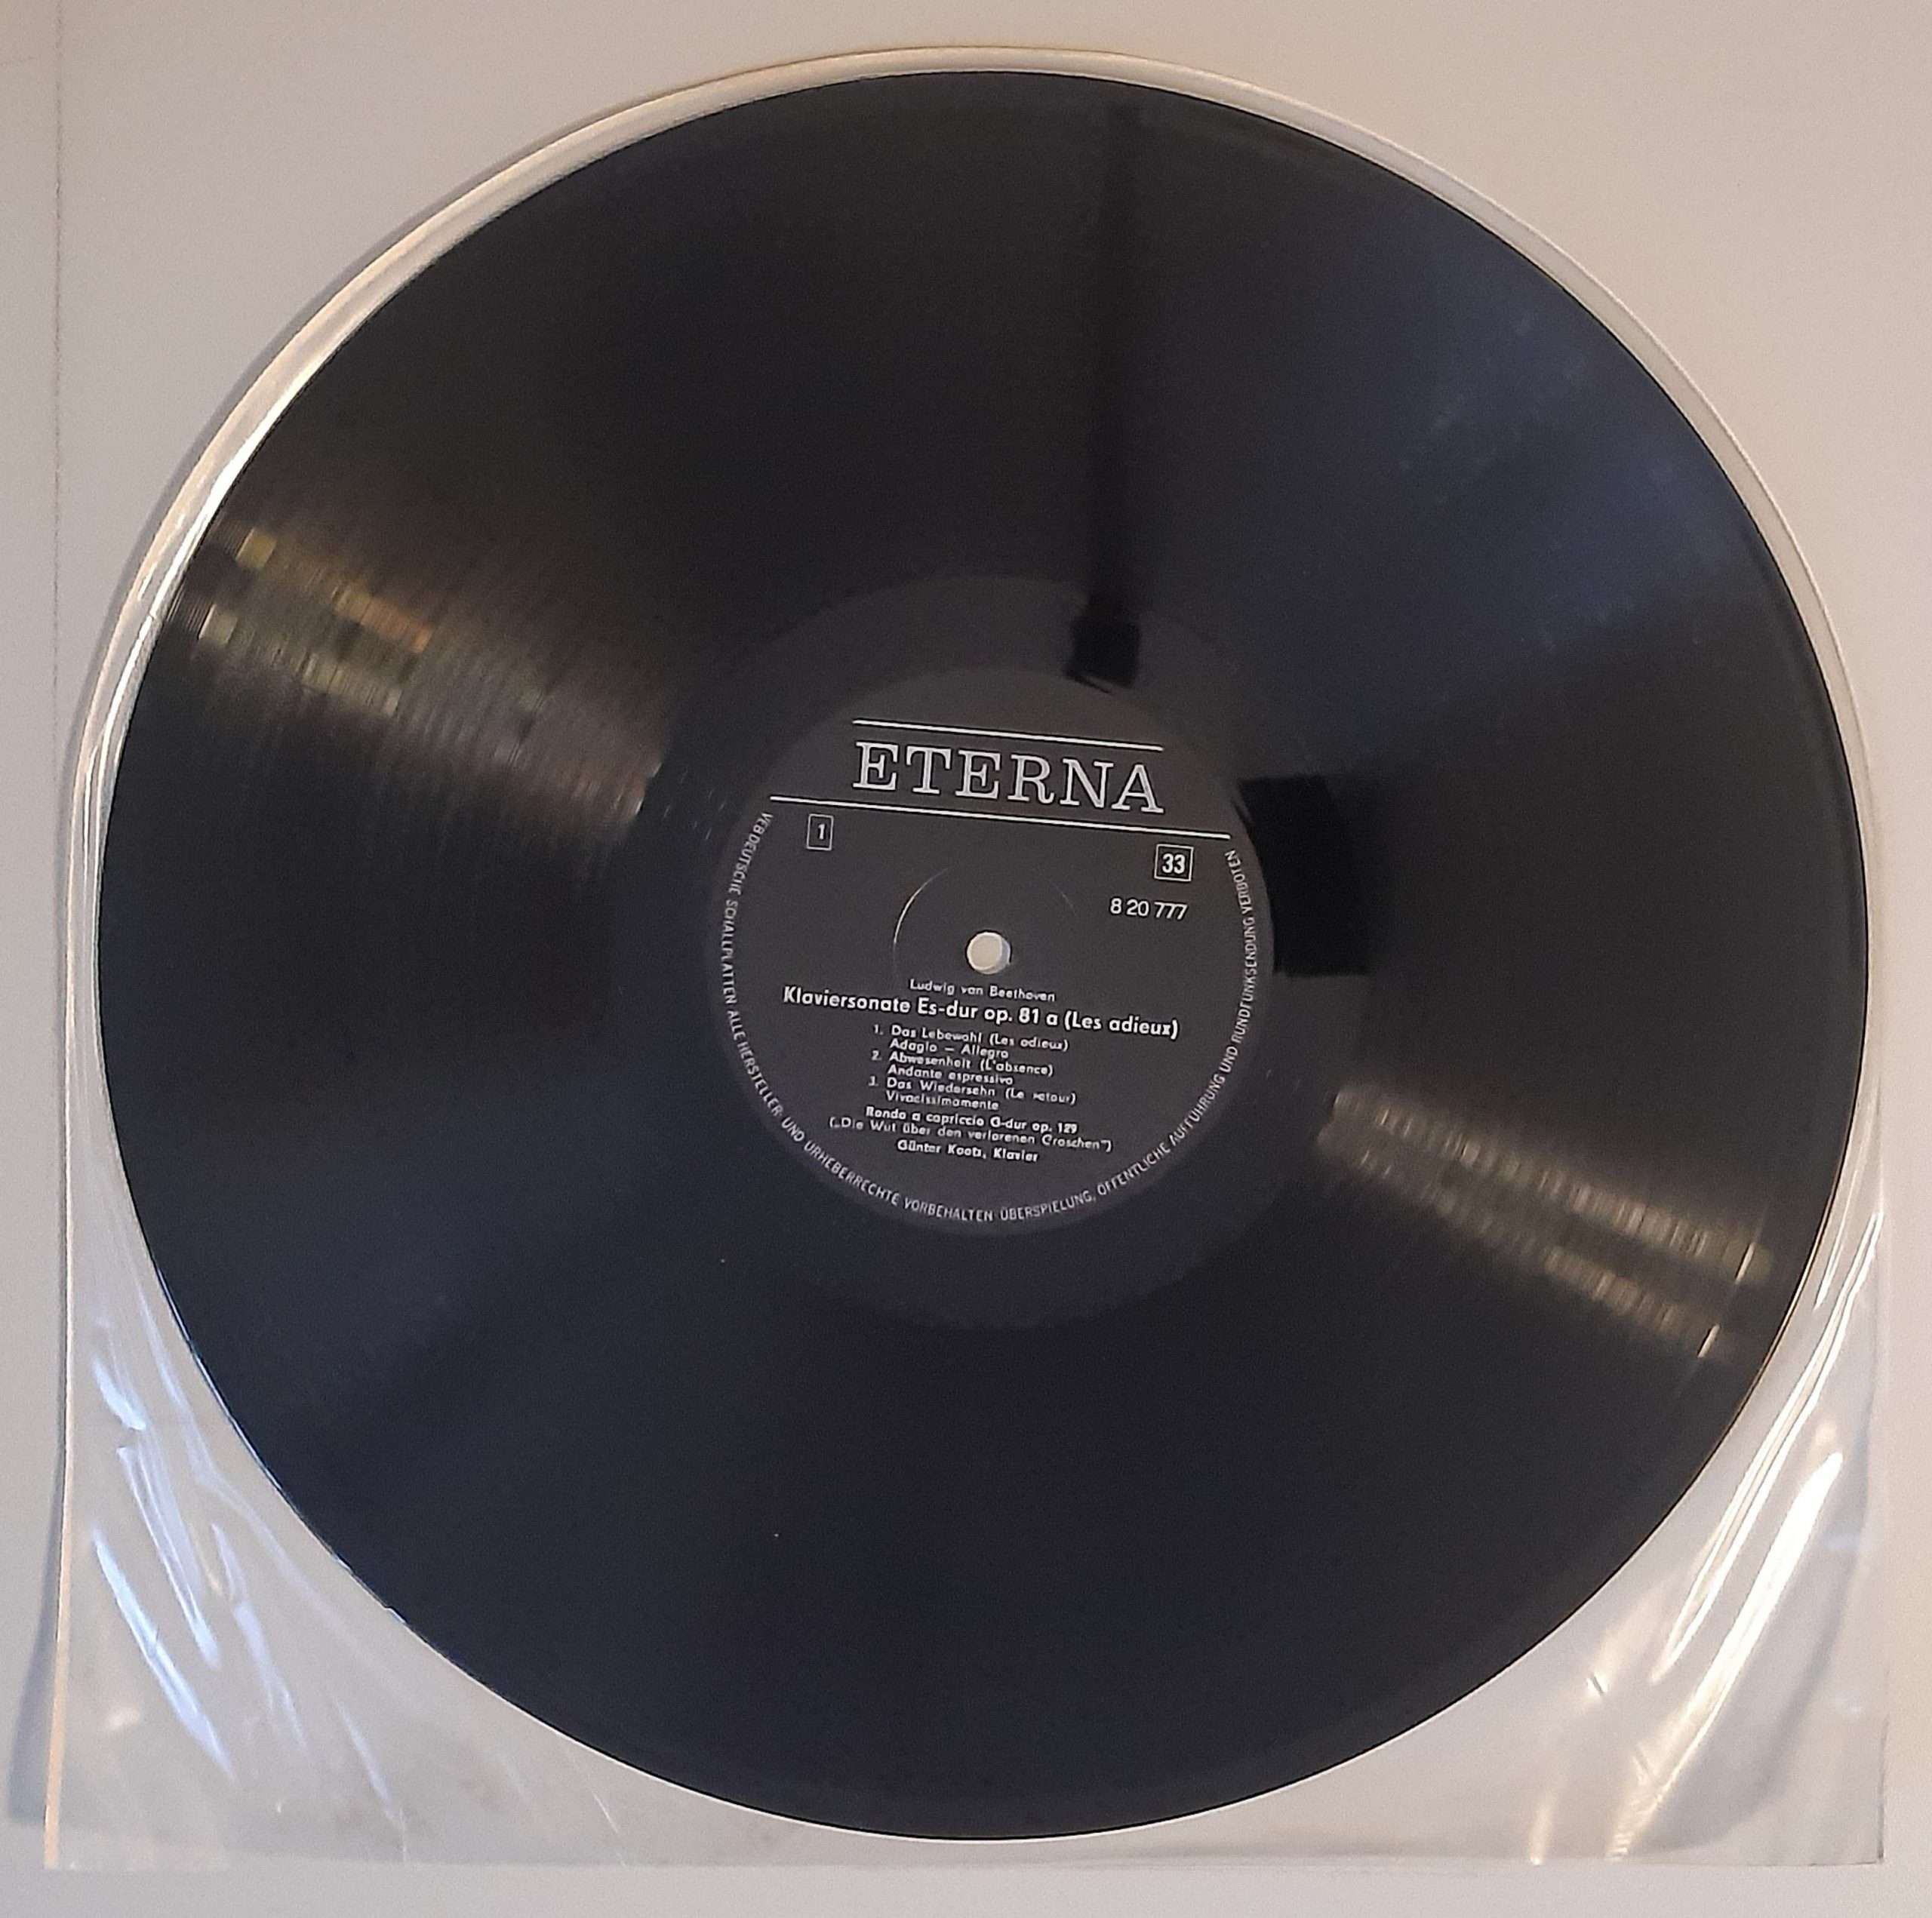 ETERNA
1
33
8 20 777
Ludwig van Beethoven
Klaviersonate Es-dur op. 81 a (Les adieux)
1. Das Lebewohl (Les adieux)
Adagio – Allegro
2. Abwesenheit (L'absence)
Andante espressivo
3. Das Wiedersehn (Le retour)
Vivacissimamente
Rondo a capriccio G-dur op. 129
(„Die Wut über den verlorenen Groschen”)
Günter Kootz, Klavier
VEB DEUTSCHE SCHALLPLATTEN ALLE HERSTELLER- UND URHEBERRECHTE VORBEHALTEN ÜBERSPIELUNG, ÖFFENTLICHE AUFFÜHRUNG UND RUNDFUNKSENDUNG VERBOTEN